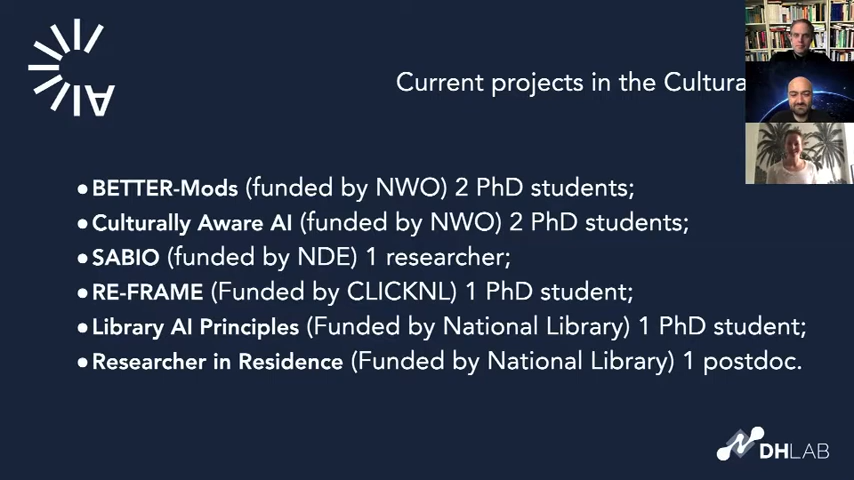 AI
Current projects in the Cultura
• BETTER-Mods (funded by NWO) 2 PhD students;
• Culturally Aware AI (funded by NWO) 2 PhD students;
• SABIO (funded by NDE) 1 researcher;
• RE-FRAME (Funded by CLICKNL) 1 PhD student;
• Library AI Principles (Funded by National Library) 1 PhD student;
• Researcher in Residence (Funded by National Library) 1 postdoc.
DHLAB